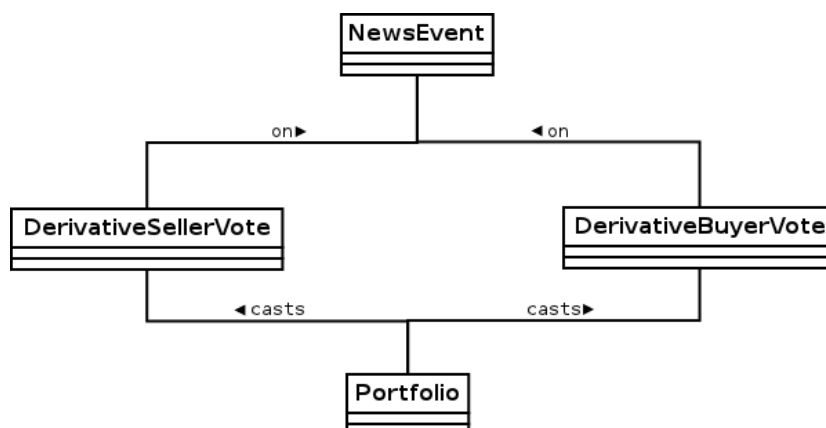 NewsEvent
on►
◄on
DerivativeSellerVote
DerivativeBuyerVote
◄casts
casts►
Portfolio